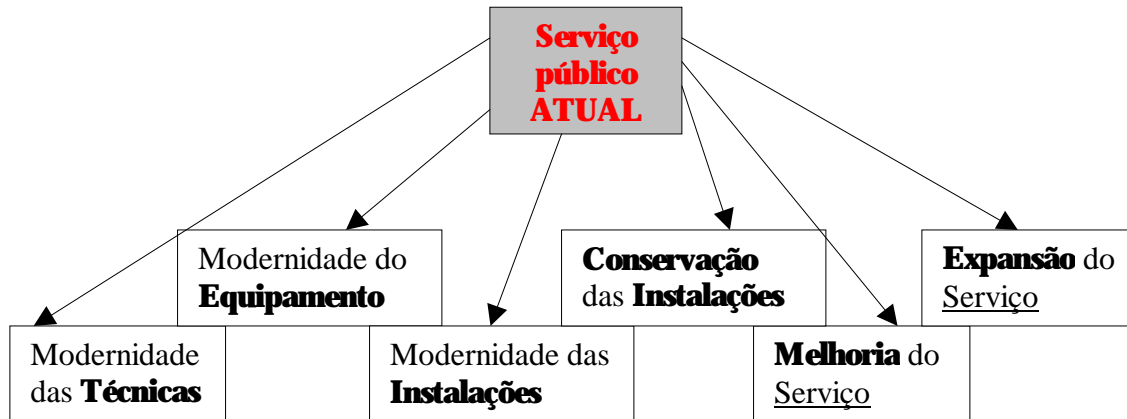 Serviço
público
ATUAL
Modernidade do
Equipamento
Conservação
das Instalações
Expansão do
Serviço
Modernidade
das Técnicas
Modernidade das
Instalações
Melhoria do
Serviço